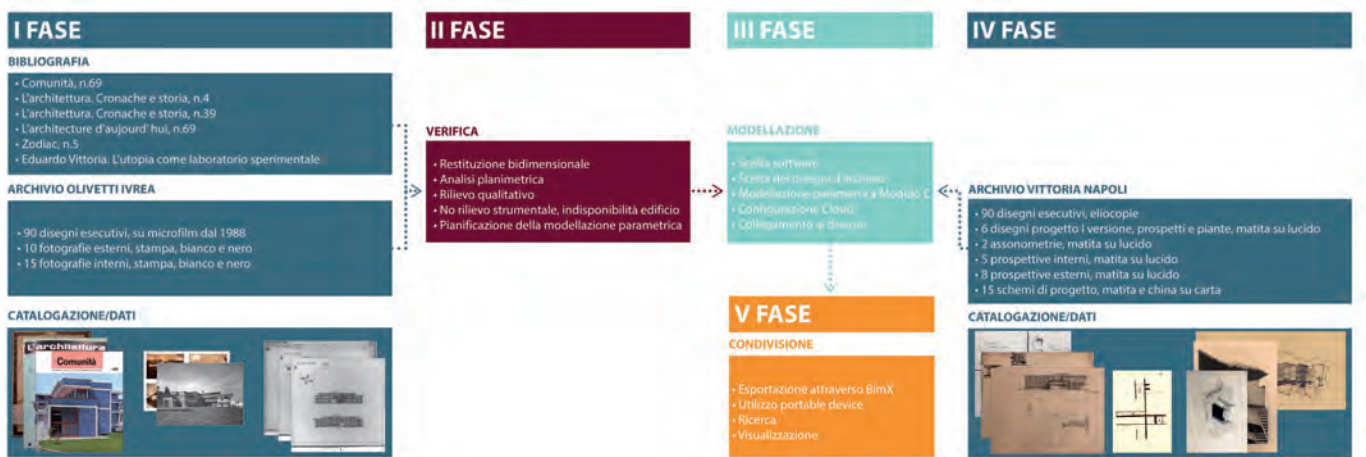 I FASE
BIBLIOGRAFIA
• Comunità, n.69
• L'architettura. Cronache e storia, n.4
• L'architettura. Cronache e storia, n.39
• L'architecture d'aujourd' hui, n.69
• Zodiac, n.5
• Eduardo Vittoria. L'utopia come laboratorio sperimentale
ARCHIVIO OLIVETTI IVREA
• 90 disegni esecutivi, su microfilm dal 1988
• 10 fotografie esterni, stampa, bianco e nero
• 15 fotografie interni, stampa, bianco e nero
CATALOGAZIONE/DATI
L'architettura
Comunità
II FASE
VERIFICA
• Restituzione bidimensionale
• Analisi planimetrica
• Rilievo qualitativo
• No rilievo strumentale, indisponibilità edificio
• Pianificazione della modellazione parametrica
III FASE
MODELLAZIONE
• Scelta software
• Scelta dei disegni d'archivio
• Modellazione parametrica Modulo C
• Configurazione Cloud
• Collegamento ai disegni
V FASE
CONDIVISIONE
• Esportazione attraverso BimX
• Utilizzo portable device
• Ricerca
• Visualizzazione
IV FASE
ARCHIVIO VITTORIA NAPOLI
• 90 disegni esecutivi, eliocopie
• 6 disegni progetto I versione, prospetti e piante, matita su lucido
• 2 assonometrie, matita su lucido
• 5 prospettive interni, matita su lucido
• 8 prospettive esterni, matita su lucido
• 15 schemi di progetto, matita e china su carta
CATALOGAZIONE/DATI